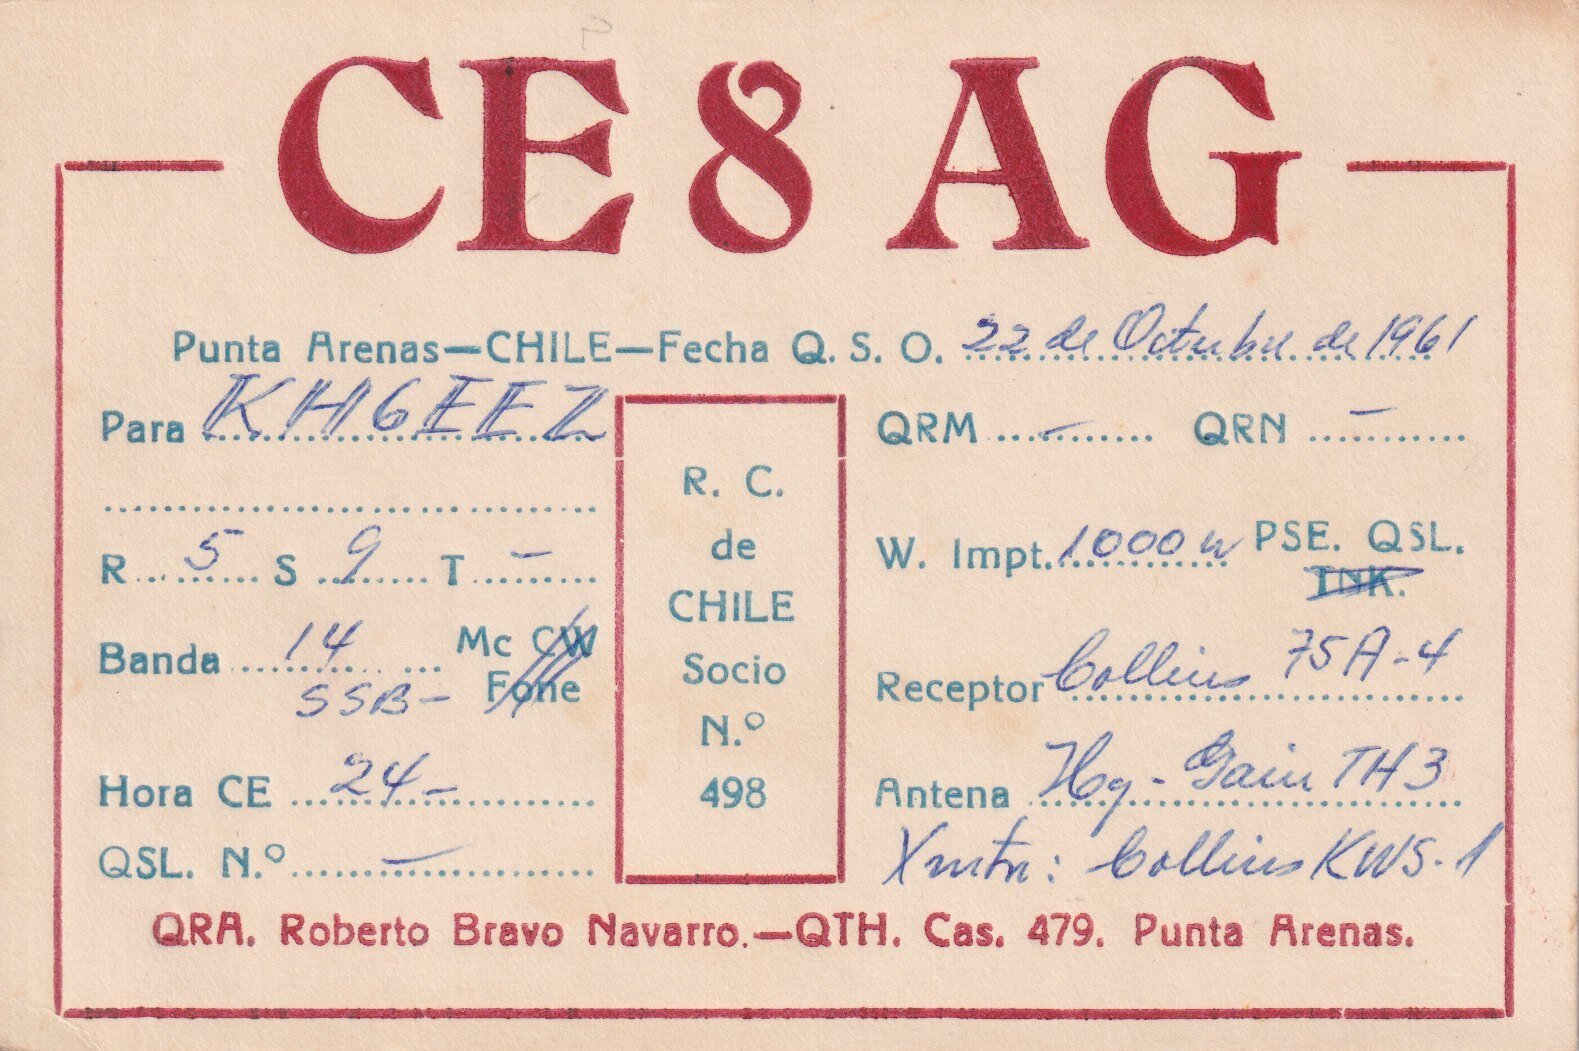 CE8AG
Punta Arenas—CHILE—Fecha Q. S. O. 22 de Octubre de 1961
Para KH6EEZ
R 5 S 9 T –
Banda 14 Mc CW
SSB– Fone
Hora CE 24–
QSL. N.º –
R. C.
de
CHILE
Socio
N.º
498
QRM – QRN –
W. Impt. 1000 w PSE. QSL.
TNK.
Receptor Collins 75A-4
Antena Hy-Gain TH3
Xmtr: Collins KWS-1
QRA. Roberto Bravo Navarro.—QTH. Cas. 479. Punta Arenas.